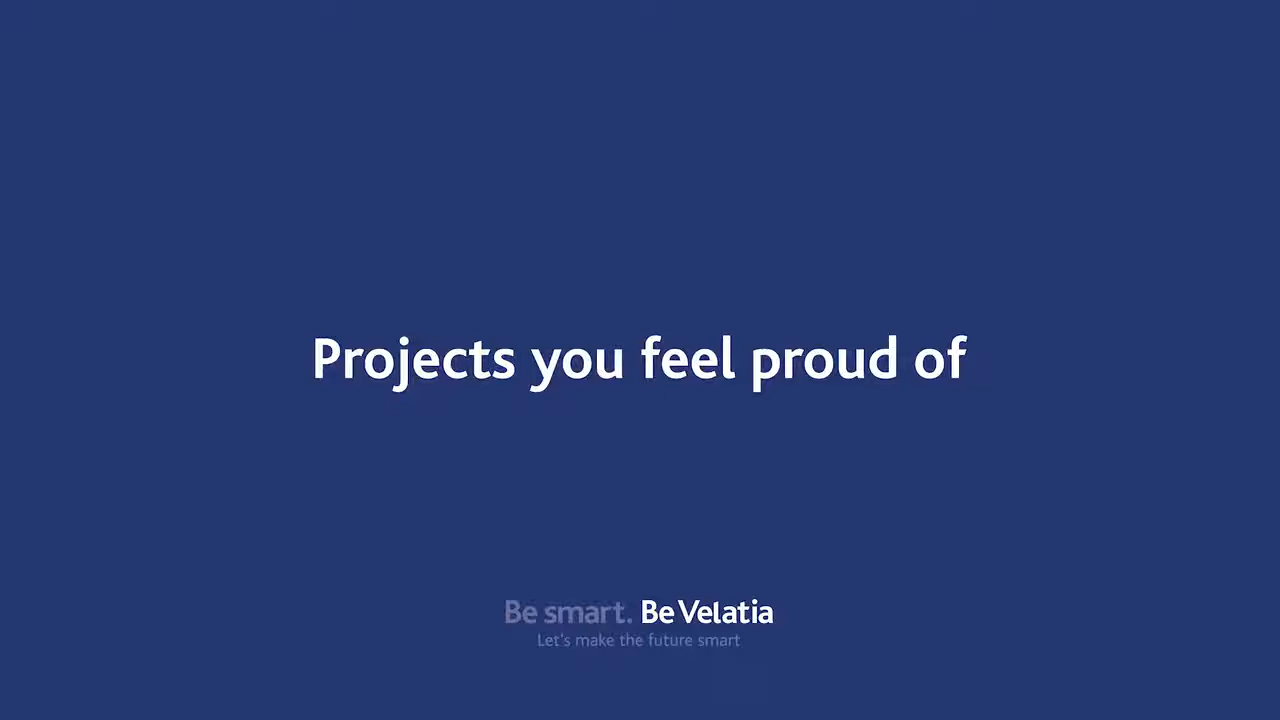 Projects you feel proud of
Be smart. Be Velatia
Let's make the future smart